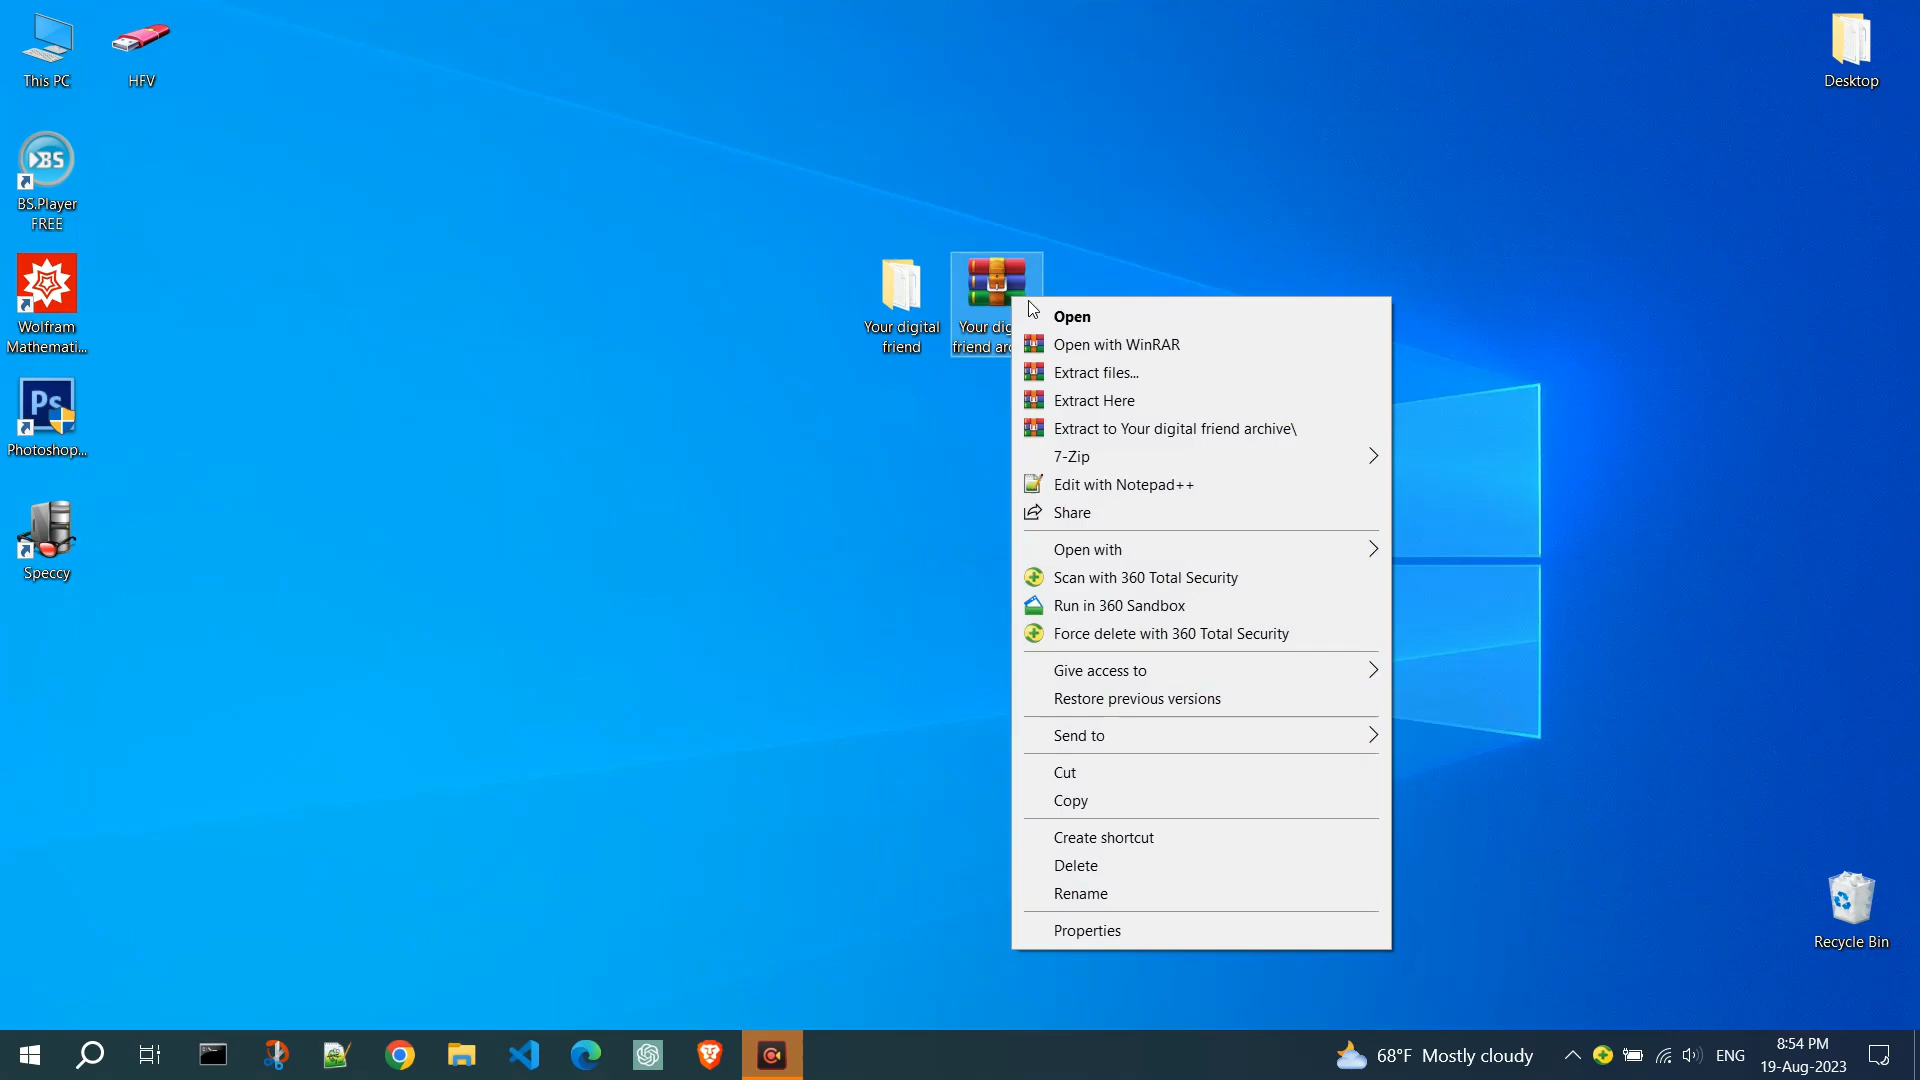 This PC
HFV
Desktop
BS
BS.Player
FREE
Wolfram
Mathemati...
Ps
Photoshop...
Speccy
Your digital
friend
Your dig
friend ar
Open
Open with WinRAR
Extract files...
Extract Here
Extract to Your digital friend archive\
7-Zip
Edit with Notepad++
Share
Open with
Scan with 360 Total Security
Run in 360 Sandbox
Force delete with 360 Total Security
Give access to
Restore previous versions
Send to
Cut
Copy
Create shortcut
Delete
Rename
Properties
Recycle Bin
68°F Mostly cloudy
ENG
8:54 PM
19-Aug-2023